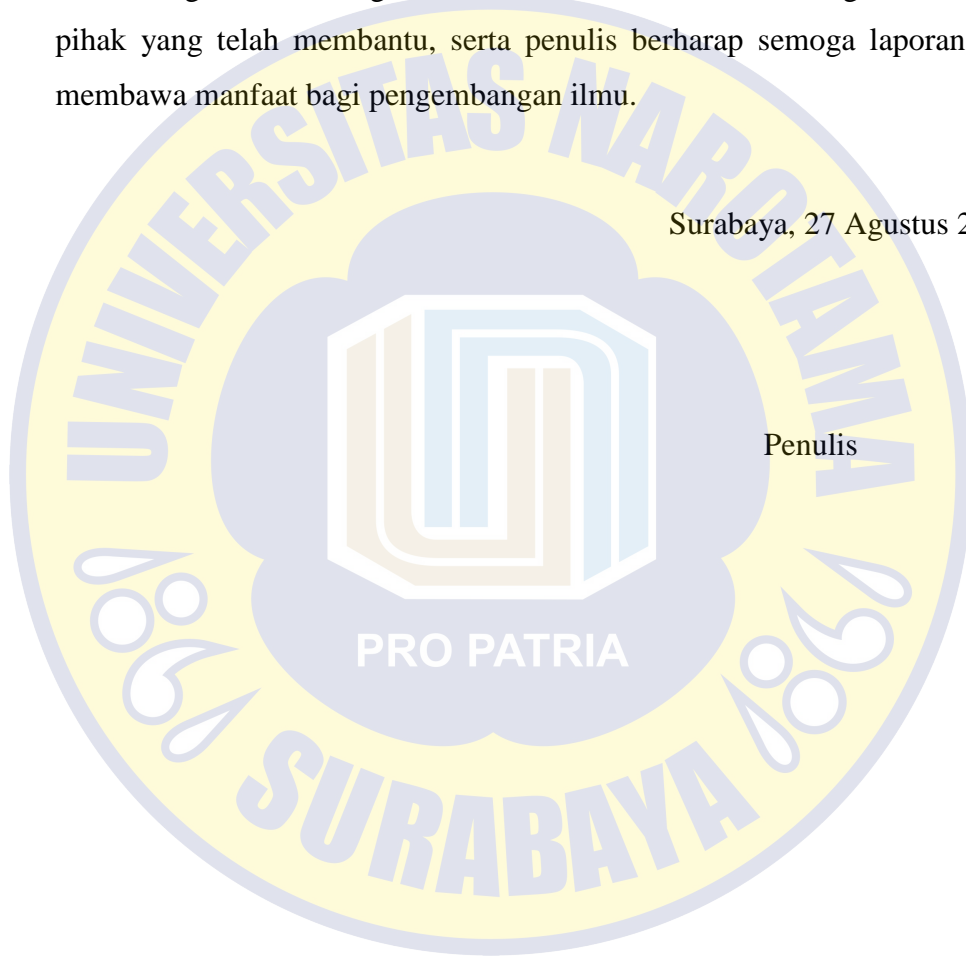 pihak yang telah membantu, serta penulis berharap semoga laporan
membawa manfaat bagi pengembangan ilmu.
Surabaya, 27 Agustus 2
Penulis
UNIVERSITAS NAROTAMA
PRO PATRIA
SURABAYA